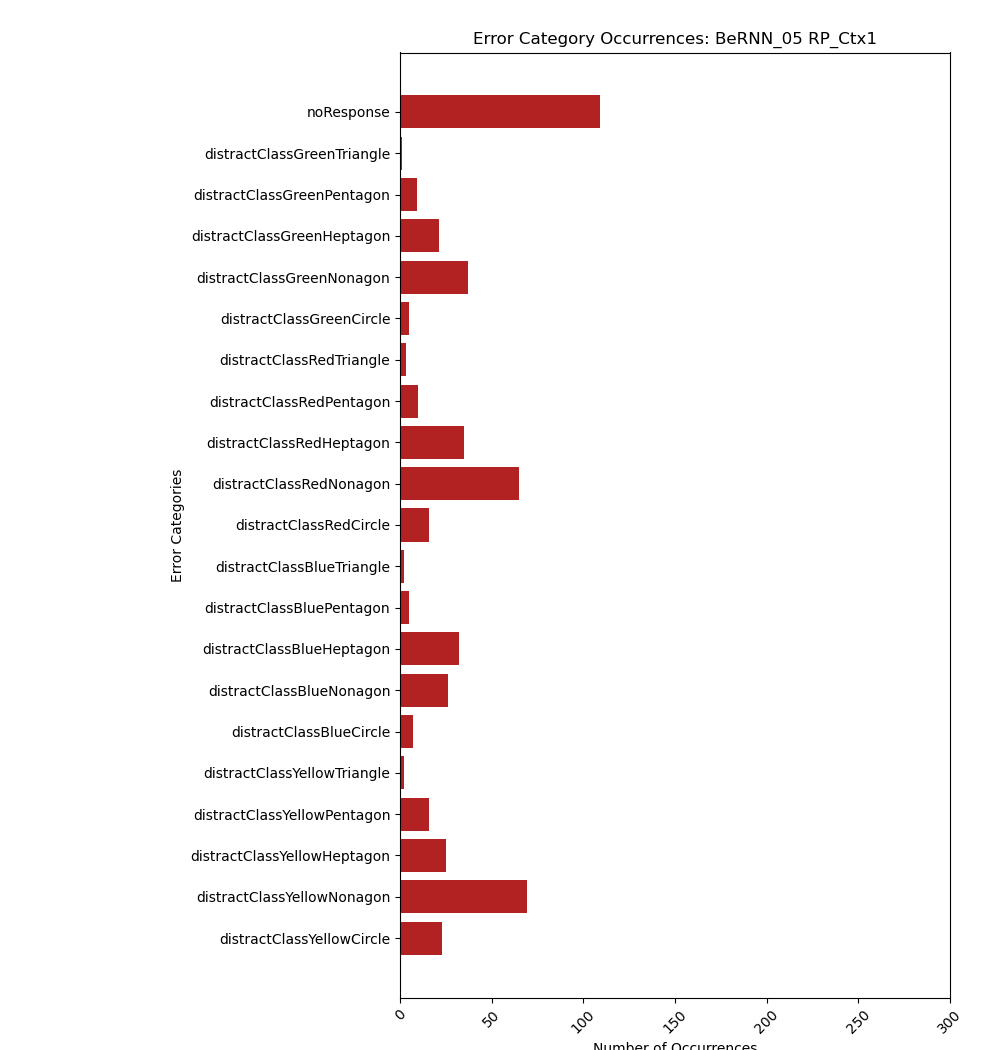 Error Category Occurrences: BeRNN_05 RP_Ctx1
noResponse
distractClassGreenTriangle
distractClassGreenPentagon
distractClassGreenHeptagon
distractClassGreenNonagon
distractClassGreenCircle
distractClassRedTriangle
distractClassRedPentagon
distractClassRedHeptagon
distractClassRedNonagon
distractClassRedCircle
distractClassBlueTriangle
distractClassBluePentagon
distractClassBlueHeptagon
distractClassBlueNonagon
distractClassBlueCircle
distractClassYellowTriangle
distractClassYellowPentagon
distractClassYellowHeptagon
distractClassYellowNonagon
distractClassYellowCircle
Error Categories
0 50 100 150 200 250 300
Number of Occurrences